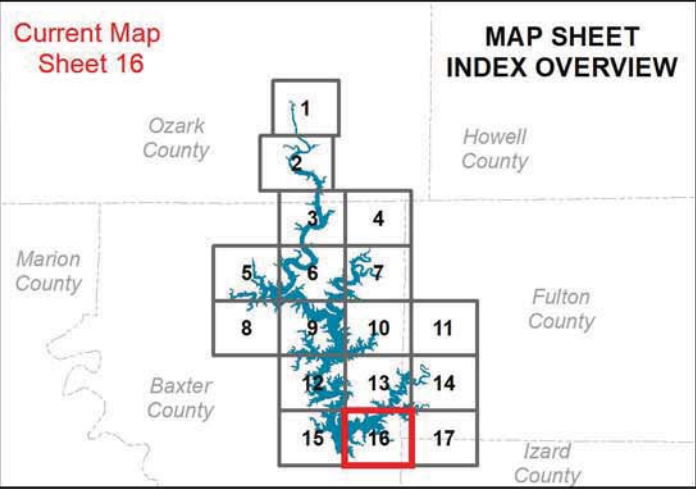 Current Map
Sheet 16
MAP SHEET
INDEX OVERVIEW
1
Ozark
County
Howell
County
2
3
4
Marion
County
5
6
7
Fulton
County
8
9
10
11
Baxter
County
12
13
14
15
16
17
Izard
County